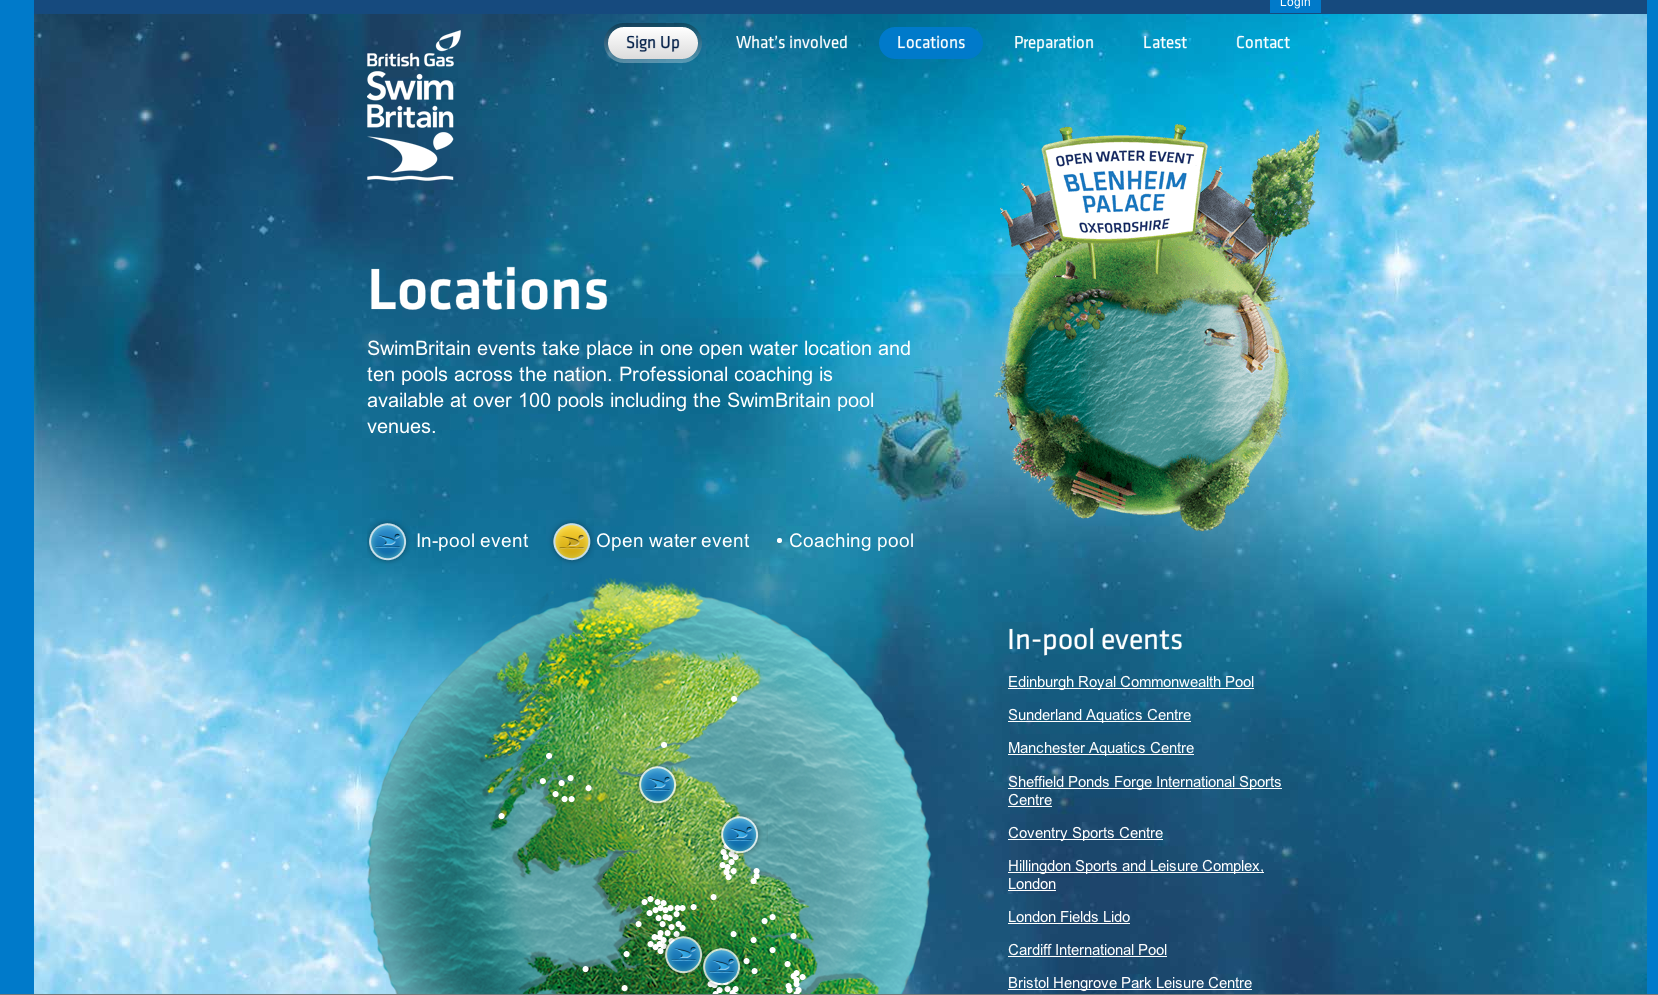 Login
Sign Up
What's involved
Locations
Preparation
Latest
Contact
British Gas
Swim
Britain
OPEN WATER EVENT
BLENHEIM
PALACE
OXFORDSHIRE
Locations
SwimBritain events take place in one open water location and
ten pools across the nation. Professional coaching is
available at over 100 pools including the SwimBritain pool
venues.
In-pool event
Open water event
• Coaching pool
In-pool events
Edinburgh Royal Commonwealth Pool
Sunderland Aquatics Centre
Manchester Aquatics Centre
Sheffield Ponds Forge International Sports
Centre
Coventry Sports Centre
Hillingdon Sports and Leisure Complex,
London
London Fields Lido
Cardiff International Pool
Bristol Hengrove Park Leisure Centre